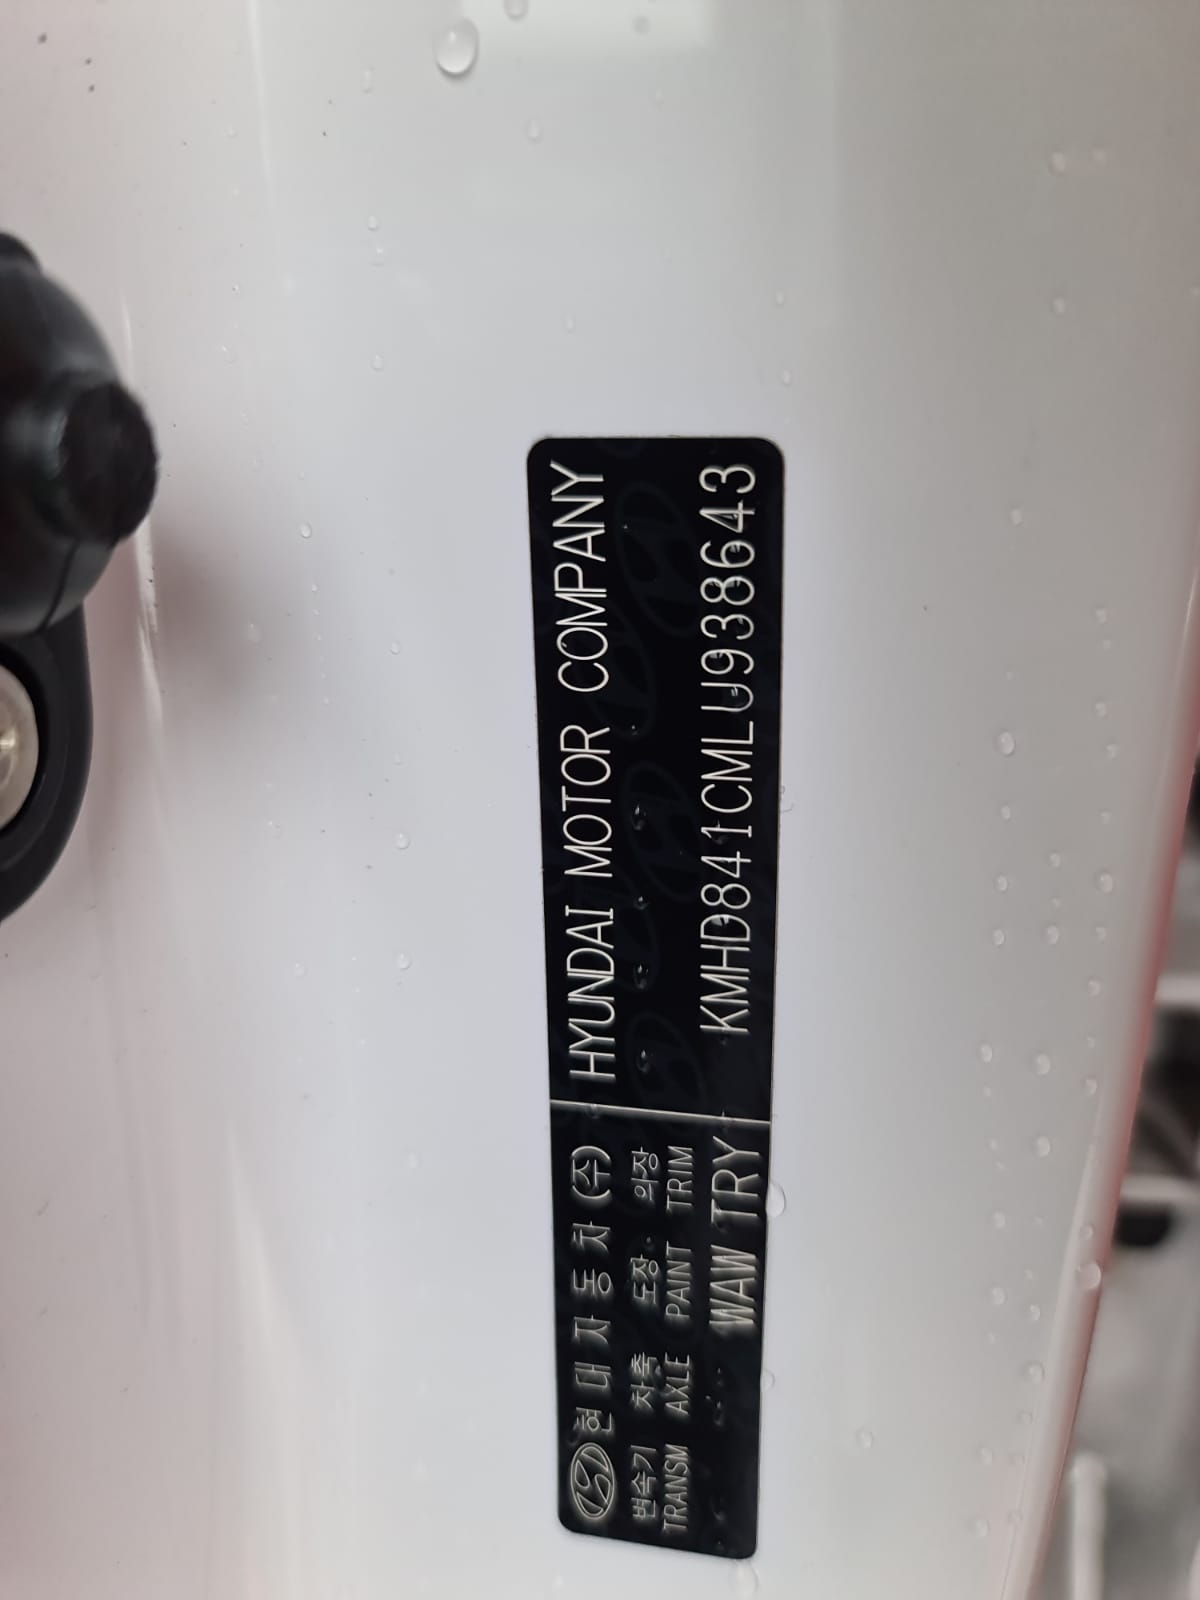 현대자동차(주)
변속기 차축 도장· 의장
TRANSM AXLE PAINT TRIM
WAW TRY
HYUNDAI MOTOR COMPANY
KMHD841CMLU938643